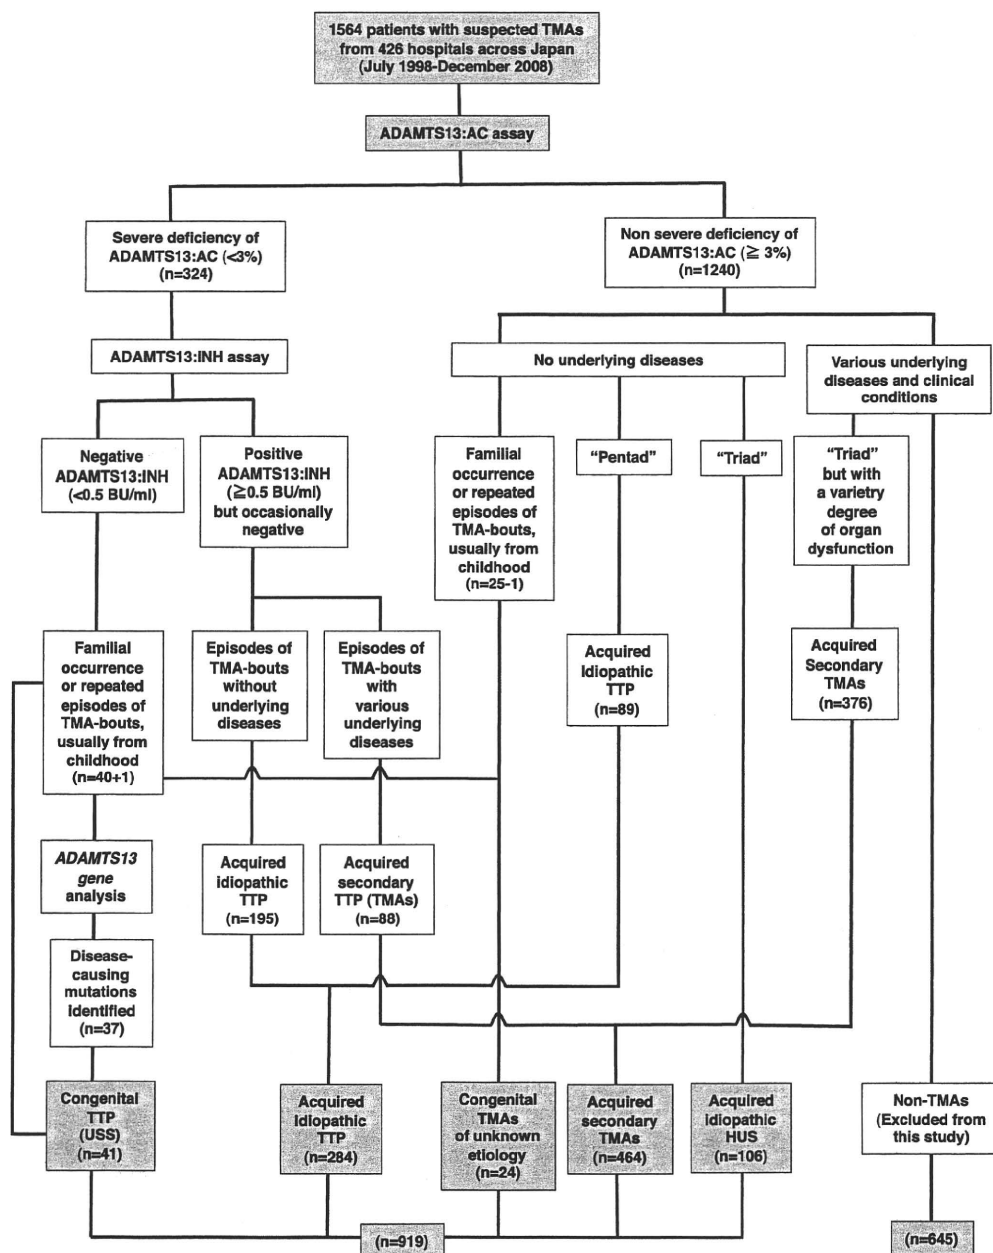 1564 patients with suspected TMAs
from 426 hospitals across Japan
(July 1998-December 2008)
ADAMTS13:AC assay
Severe deficiency of
ADAMTS13:AC (<3%)
(n=324)
Non severe deficiency of
ADAMTS13:AC (≧ 3%)
(n=1240)
ADAMTS13:INH assay
No underlying diseases
Various underlying
diseases and clinical
conditions
Negative
ADAMTS13:INH
(<0.5 BU/ml)
Positive
ADAMTS13:INH
(≧0.5 BU/ml)
but occasionally
negative
Familial
occurrence
or repeated
episodes of
TMA-bouts,
usually from
childhood
(n=25-1)
“Pentad”
“Triad”
“Triad”
but with
a varietry
degree
of organ
dysfunction
Familial
occurrence
or repeated
episodes of
TMA-bouts,
usually from
childhood
(n=40+1)
Episodes of
TMA-bouts
without
underlying
diseases
Episodes of
TMA-bouts
with
various
underlying
diseases
Acquired
Idiopathic
TTP
(n=89)
Acquired
Secondary
TMAs
(n=376)
ADAMTS13
gene
analysis
Acquired
idiopathic
TTP
(n=195)
Acquired
secondary
TTP (TMAs)
(n=88)
Disease-
causing
mutations
identified
(n=37)
Congenital
TTP
(USS)
(n=41)
Acquired
Idiopathic
TTP
(n=284)
Congenital
TMAs
of unknown
etiology
(n=24)
Acquired
secondary
TMAs
(n=464)
Acquired
idiopathic
HUS
(n=106)
Non-TMAs
(Excluded from
this study)
(n=919)
(n=645)